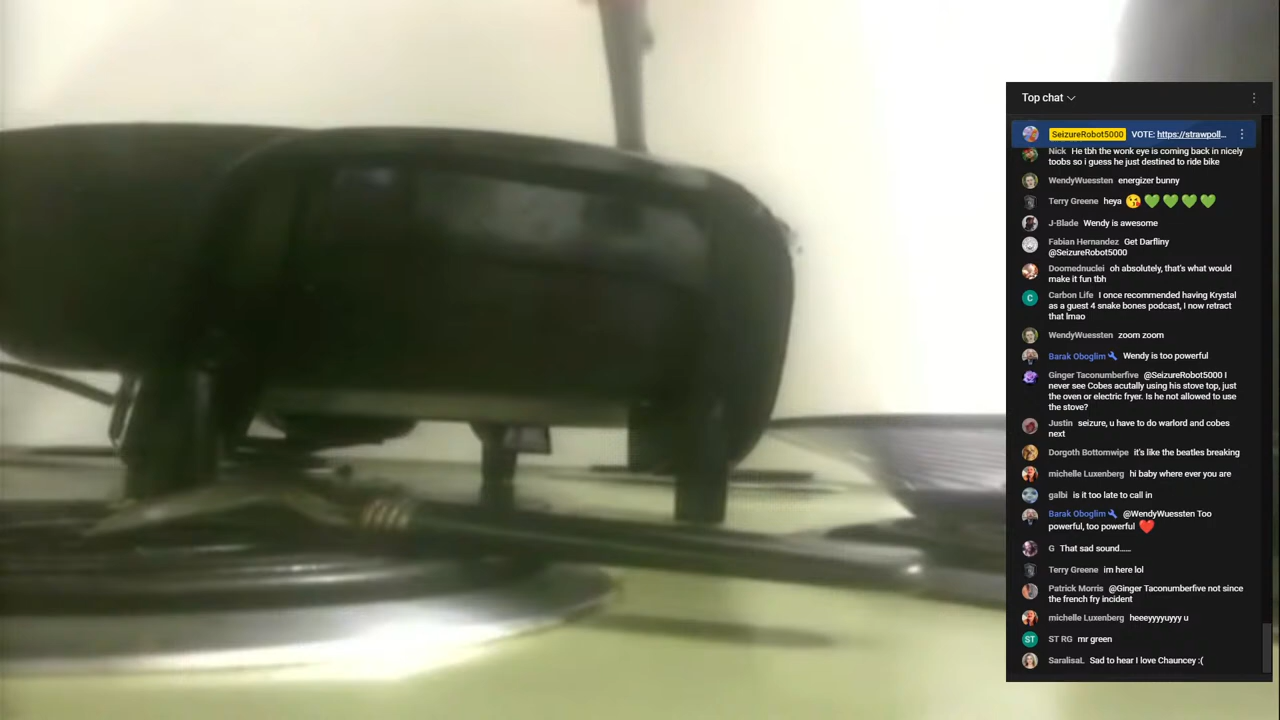 Top chat
SeizureRobot5000 VOTE: https://strawpoll...
Nick He tbh the wonk eye is coming back in nicely
toobs so i guess he just destined to ride bike
WendyWuessten energizer bunny
Terry Greene heya 😘💚💚💚💚
J-Blade Wendy is awesome
Fabian Hernandez Get Darfliny
@SeizureRobot5000
Doomednuclei oh absolutely, that's what would
make it fun tbh
C
Carbon Life I once recommended having Krystal
as a guest 4 snake bones podcast, I now retract
that lmao
WendyWuessten zoom zoom
Barak Oboglim Wendy is too powerful
Ginger Taconumberfive @SeizureRobot5000 I
never see Cobes acutally using his stove top, just
the oven or electric fryer. Is he not allowed to use
the stove?
Justin seizure, u have to do warlord and cobes
next
Dorgoth Bottomwipe it's like the beatles breaking
michelle Luxenberg hi baby where ever you are
galbi is it too late to call in
Barak Oboglim @WendyWuessten Too
powerful, too powerful ❤️
G That sad sound......
Terry Greene im here lol
Patrick Morris @Ginger Taconumberfive not since
the french fry incident
michelle Luxenberg heeeyyyyuyyy u
ST
ST RG mr green
SaralisaL Sad to hear I love Chauncey :(